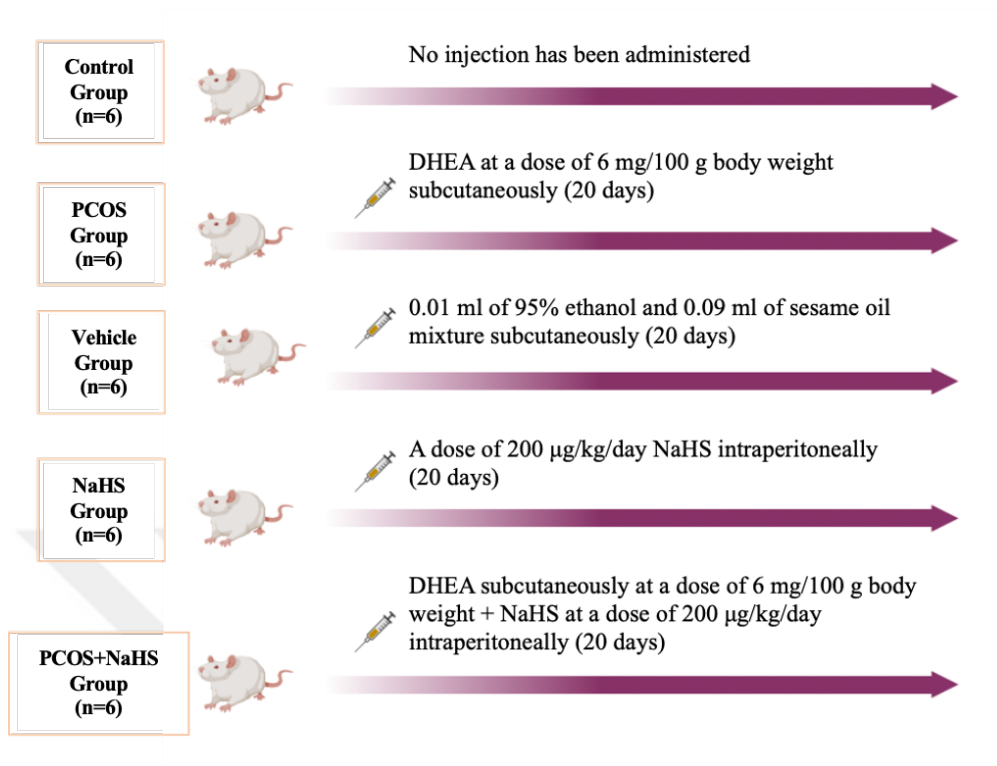 Control
Group
(n=6)
No injection has been administered
PCOS
Group
(n=6)
DHEA at a dose of 6 mg/100 g body weight
subcutaneously (20 days)
Vehicle
Group
(n=6)
0.01 ml of 95% ethanol and 0.09 ml of sesame oil
mixture subcutaneously (20 days)
NaHS
Group
(n=6)
A dose of 200 µg/kg/day NaHS intraperitoneally
(20 days)
PCOS+NaHS
Group
(n=6)
DHEA subcutaneously at a dose of 6 mg/100 g body
weight + NaHS at a dose of 200 µg/kg/day
intraperitoneally (20 days)